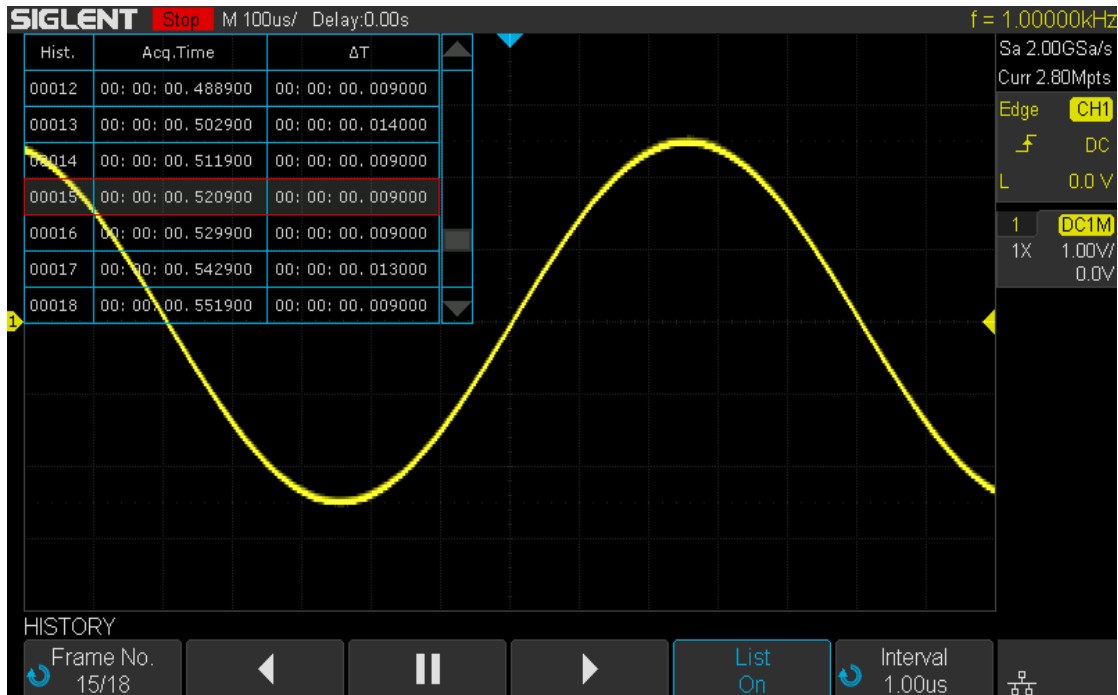 SIGLENT Stop M 100us/ Delay:0.00s f = 1.00000kHz
Sa 2.00GSa/s
Curr 2.80Mpts
Edge CH1
DC
L 0.0 V
1 DC1M
1X 1.00V/
0.0V
Hist. Acq.Time ΔT
00012 00: 00: 00. 488900 00: 00: 00. 009000
00013 00: 00: 00. 502900 00: 00: 00. 014000
00014 00: 00: 00. 511900 00: 00: 00. 009000
00015 00: 00: 00. 520900 00: 00: 00. 009000
00016 00: 00: 00. 529900 00: 00: 00. 009000
00017 00: 00: 00. 542900 00: 00: 00. 013000
00018 00: 00: 00. 551900 00: 00: 00. 009000
1
HISTORY
Frame No. List Interval
15/18 On 1.00us